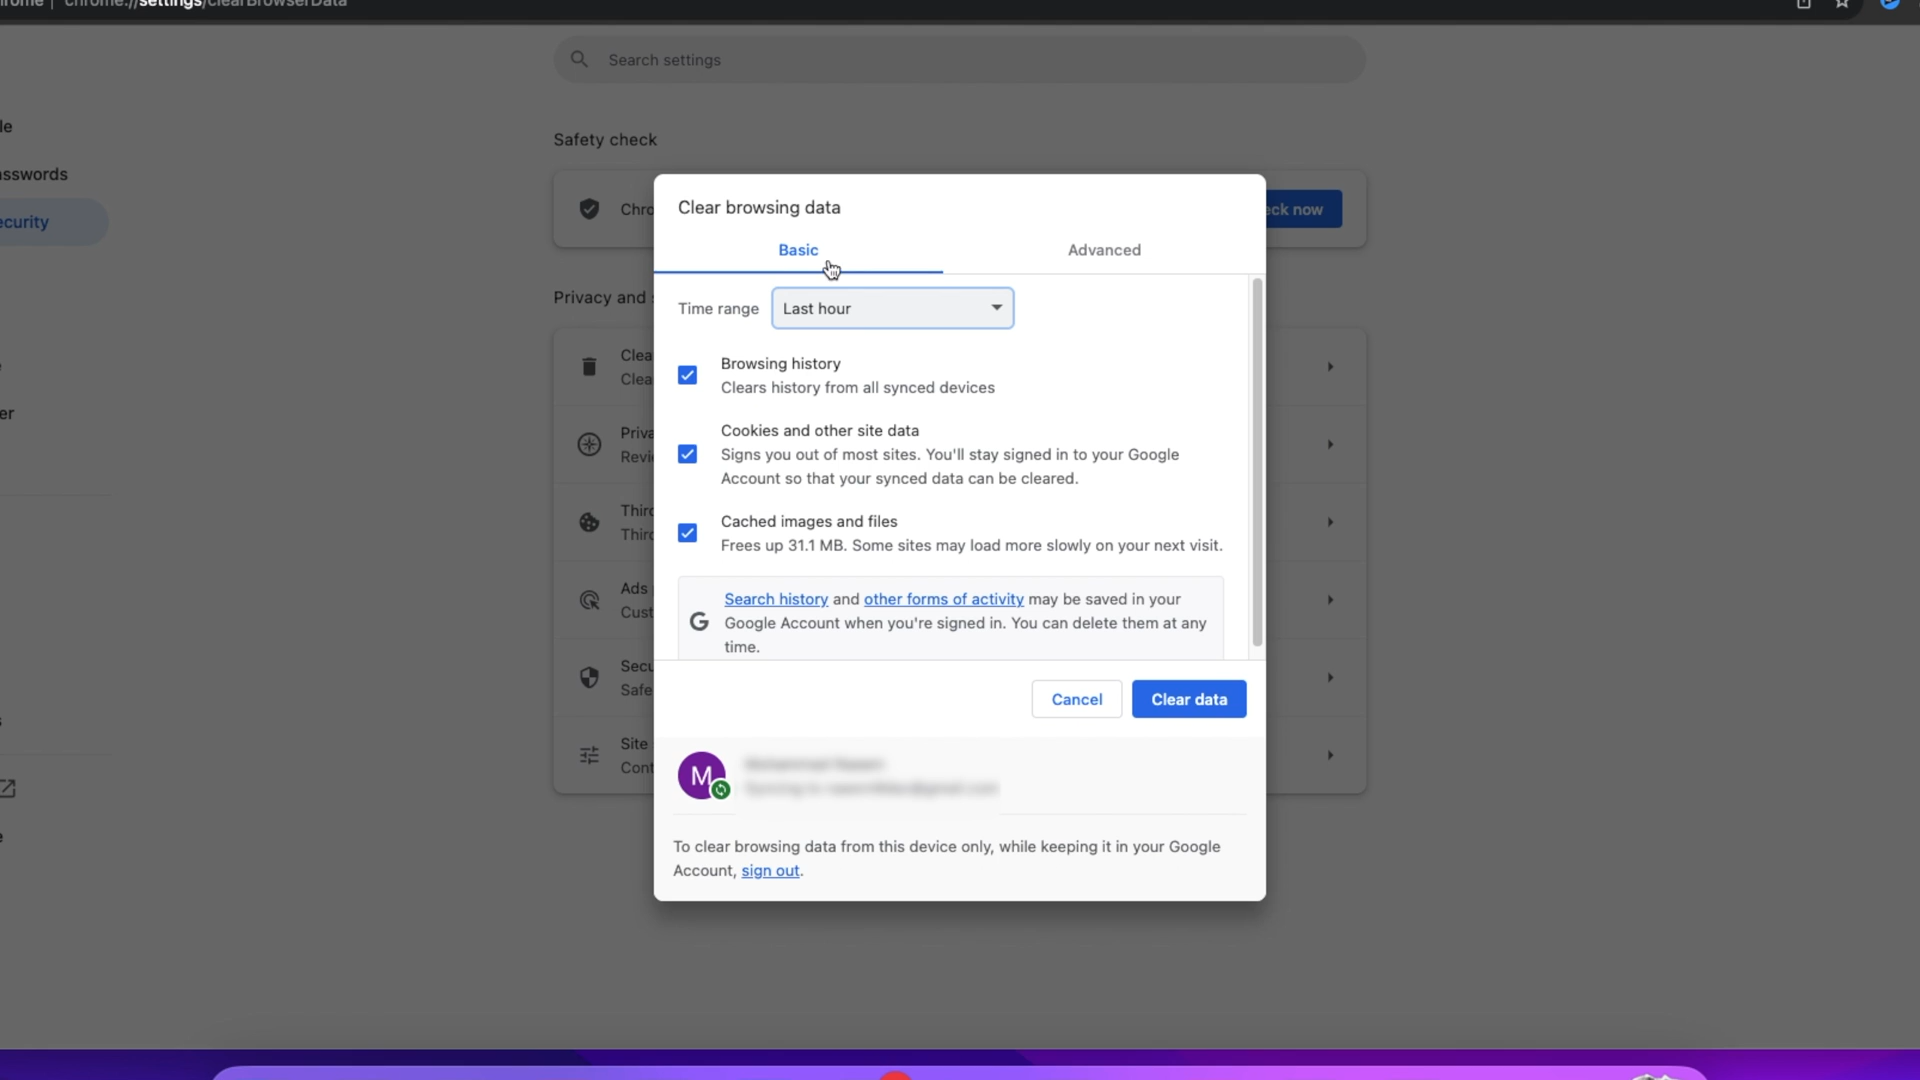 chrome://settings/clearBrowserData
Search settings
Safety check
Clear browsing data
Basic
Advanced
Time range
Last hour
Browsing history
Clears history from all synced devices
Cookies and other site data
Signs you out of most sites. You'll stay signed in to your Google
Account so that your synced data can be cleared.
Cached images and files
Frees up 31.1 MB. Some sites may load more slowly on your next visit.
G
Search history and other forms of activity may be saved in your
Google Account when you're signed in. You can delete them at any
time.
Cancel
Clear data
M
To clear browsing data from this device only, while keeping it in your Google
Account, sign out.
Privacy and
Ads
Site
now